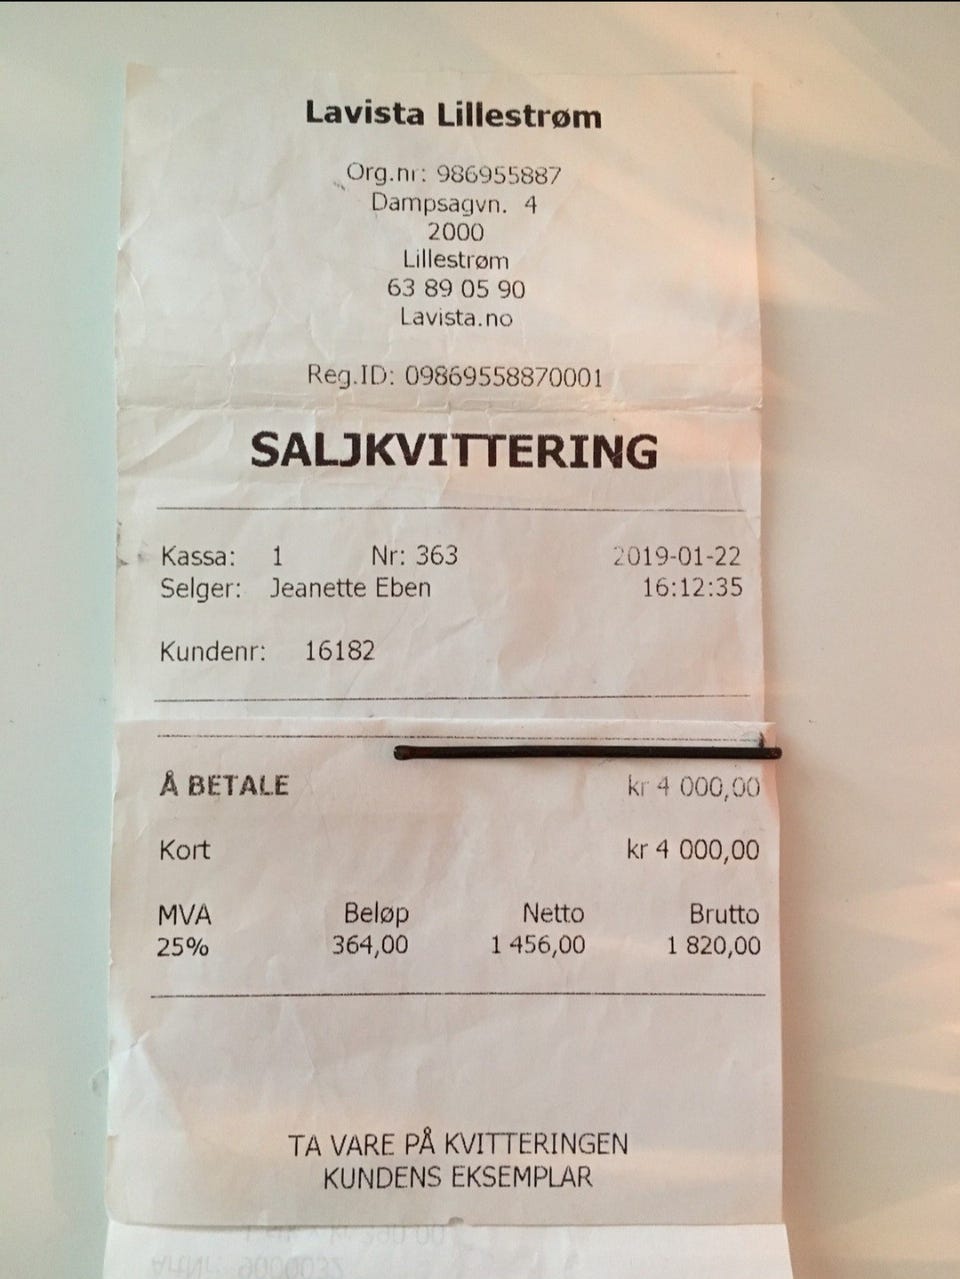 Lavista Lillestrøm
Org.nr: 986955887
Dampsagvn. 4
2000
Lillestrøm
63 89 05 90
Lavista.no
Reg.ID: 09869558870001
SALJKVITTERING
Kassa: 1 Nr: 363 2019-01-22
Selger: Jeanette Eben 16:12:35
Kundenr: 16182
Å BETALE kr 4 000,00
Kort kr 4 000,00
MVA Beløp Netto Brutto
25% 364,00 1 456,00 1 820,00
TA VARE PÅ KVITTERINGEN
KUNDENS EKSEMPLAR